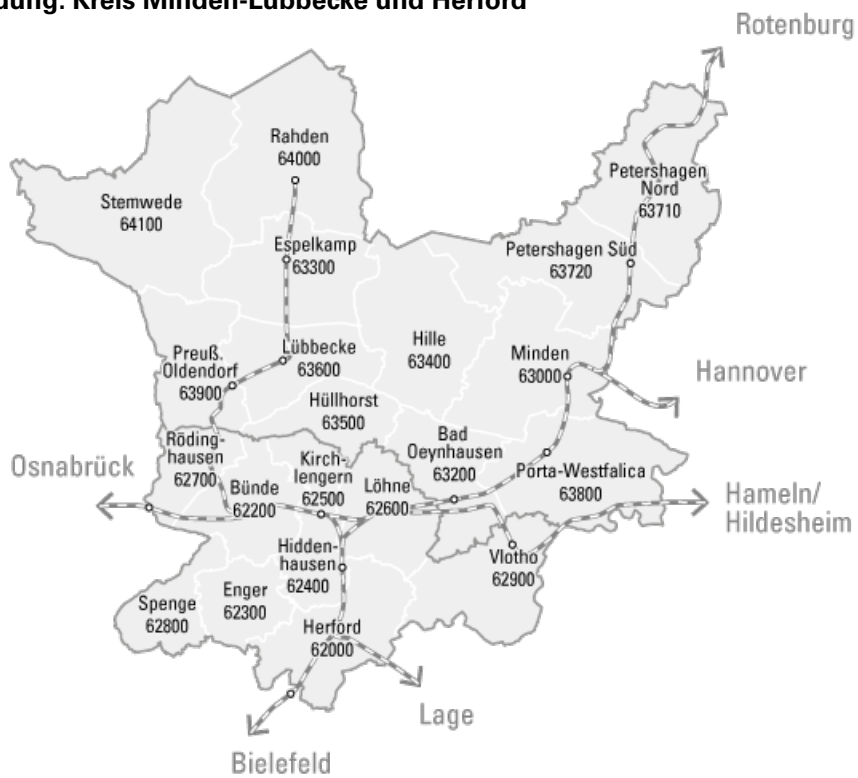 dung: Kreis Minden-Lübbecke und Herford
Rotenburg
Rahden
64000
Stemwede
64100
Petershagen
Nord
63710
Espelkamp
63300
Petershagen Süd
63720
Preuß.
Oldendorf
63900
Lübbecke
63600
Hille
63400
Minden
63000
Hannover
Hüllhorst
63500
Röding-
hausen
62700
Osnabrück
Bünde
62200
Kirch-
lengern
62500
Löhne
62600
Bad
Oeynhausen
63200
Porta-Westfalica
63800
Hameln/
Hildesheim
Vlotho
62900
Hidden-
hausen
62400
Enger
62300
Spenge
62800
Herford
62000
Lage
Bielefeld